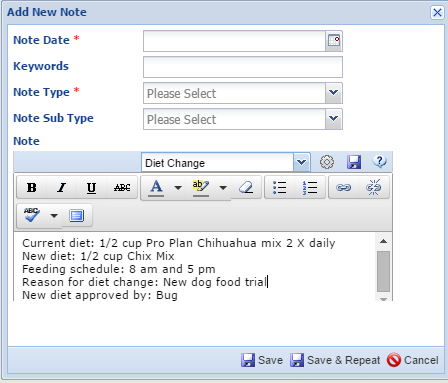 Add New Note
Note Date *
Keywords
Note Type * Please Select
Note Sub Type Please Select
Note
Diet Change
B I U ABC
A ab
ABC
Current diet: 1/2 cup Pro Plan Chihuahua mix 2 X daily
New diet: 1/2 cup Chix Mix
Feeding schedule: 8 am and 5 pm
Reason for diet change: New dog food trial
New diet approved by: Bug
Save Save & Repeat Cancel